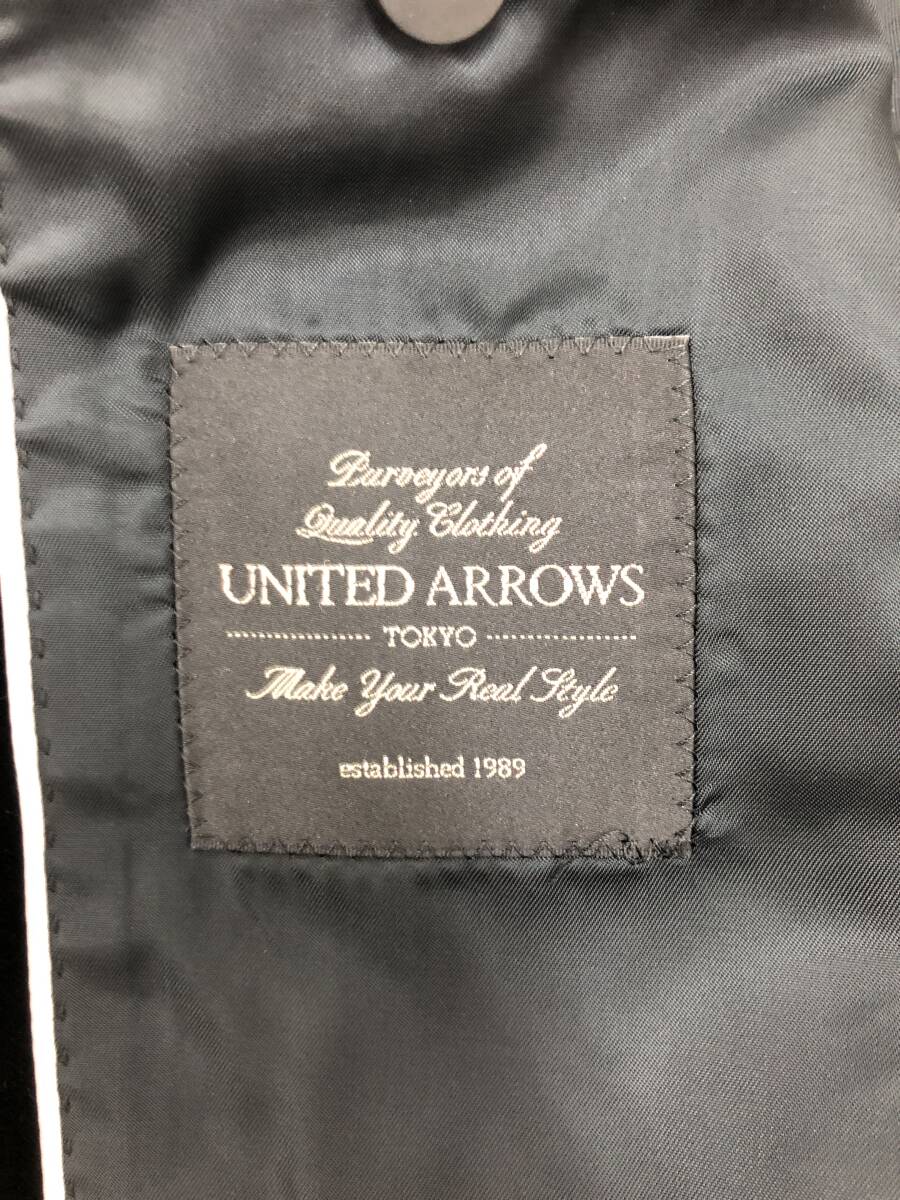 Purveyors of
Quality Clothing
UNITED ARROWS
TOKYO
Make Your Real Style
established 1989